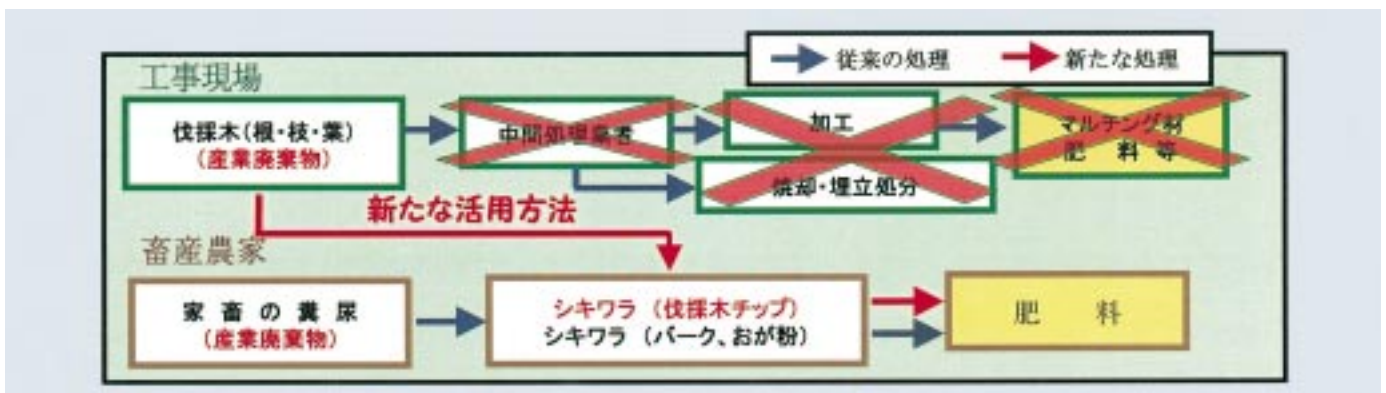 従来の処理 新たな処理
工事現場
伐採木(根・枝・葉)
(産業廃棄物)
中間処理業者
加工
マルチング材
肥 料 等
焼却・埋立処分
新たな活用方法
畜産農家
家 畜 の 糞 尿
(産業廃棄物)
シキワラ (伐採木チップ)
シキワラ (バーク、おが粉)
肥 料